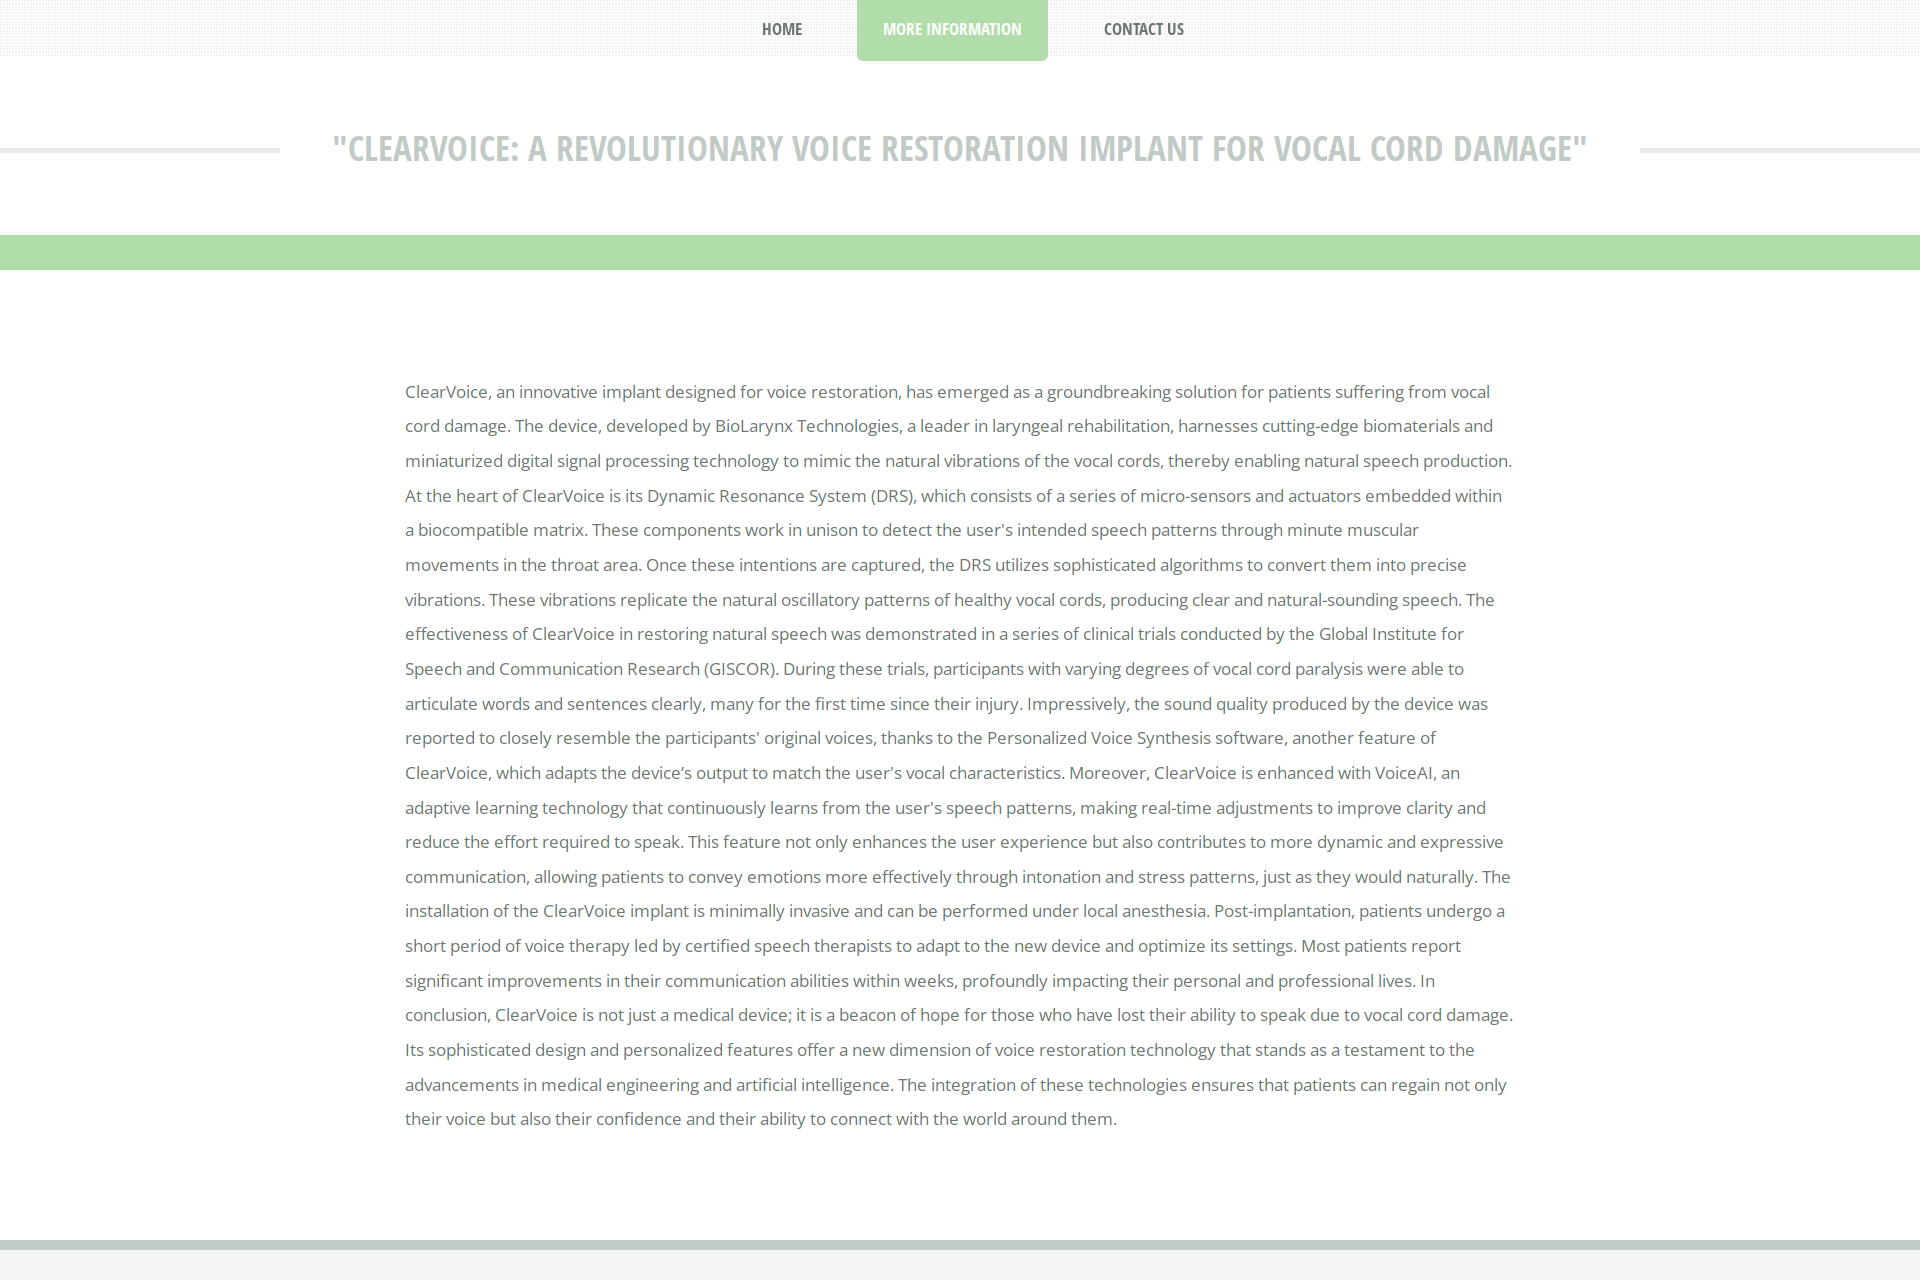 HOME
MORE INFORMATION
CONTACT US
"CLEARVOICE: A REVOLUTIONARY VOICE RESTORATION IMPLANT FOR VOCAL CORD DAMAGE"
ClearVoice, an innovative implant designed for voice restoration, has emerged as a groundbreaking solution for patients suffering from vocal
cord damage. The device, developed by BioLarynx Technologies, a leader in laryngeal rehabilitation, harnesses cutting-edge biomaterials and
miniaturized digital signal processing technology to mimic the natural vibrations of the vocal cords, thereby enabling natural speech production.
At the heart of ClearVoice is its Dynamic Resonance System (DRS), which consists of a series of micro-sensors and actuators embedded within
a biocompatible matrix. These components work in unison to detect the user's intended speech patterns through minute muscular
movements in the throat area. Once these intentions are captured, the DRS utilizes sophisticated algorithms to convert them into precise
vibrations. These vibrations replicate the natural oscillatory patterns of healthy vocal cords, producing clear and natural-sounding speech. The
effectiveness of ClearVoice in restoring natural speech was demonstrated in a series of clinical trials conducted by the Global Institute for
Speech and Communication Research (GISCOR). During these trials, participants with varying degrees of vocal cord paralysis were able to
articulate words and sentences clearly, many for the first time since their injury. Impressively, the sound quality produced by the device was
reported to closely resemble the participants' original voices, thanks to the Personalized Voice Synthesis software, another feature of
ClearVoice, which adapts the device’s output to match the user's vocal characteristics. Moreover, ClearVoice is enhanced with VoiceAI, an
adaptive learning technology that continuously learns from the user's speech patterns, making real-time adjustments to improve clarity and
reduce the effort required to speak. This feature not only enhances the user experience but also contributes to more dynamic and expressive
communication, allowing patients to convey emotions more effectively through intonation and stress patterns, just as they would naturally. The
installation of the ClearVoice implant is minimally invasive and can be performed under local anesthesia. Post-implantation, patients undergo a
short period of voice therapy led by certified speech therapists to adapt to the new device and optimize its settings. Most patients report
significant improvements in their communication abilities within weeks, profoundly impacting their personal and professional lives. In
conclusion, ClearVoice is not just a medical device; it is a beacon of hope for those who have lost their ability to speak due to vocal cord damage.
Its sophisticated design and personalized features offer a new dimension of voice restoration technology that stands as a testament to the
advancements in medical engineering and artificial intelligence. The integration of these technologies ensures that patients can regain not only
their voice but also their confidence and their ability to connect with the world around them.